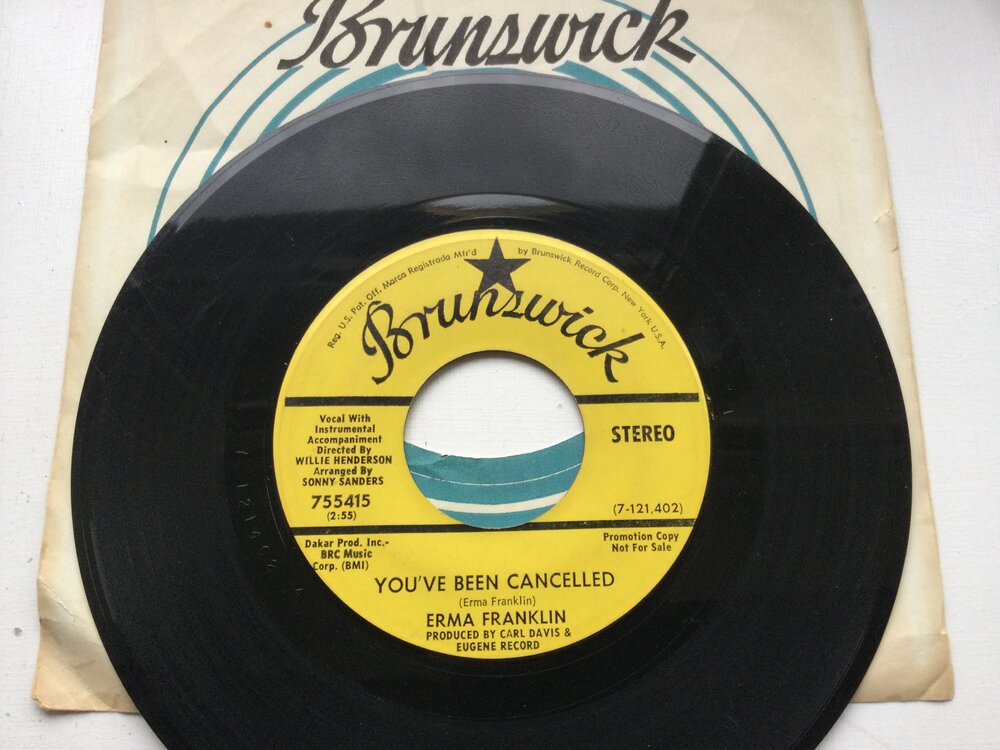 Brunswick
Reg. U.S. Pat. Off. Marca Registrada Mfr'd by Brunswick Record Corp. New York U.S.A.
Brunswick
Vocal With
Instrumental
Accompaniment
Directed By
WILLIE HENDERSON
Arranged By
SONNY SANDERS
755415
(2:55)
STEREO
(7-121,402)
Dakar Prod. Inc.-
BRC Music
Corp. (BMI)
Promotion Copy
Not For Sale
YOU'VE BEEN CANCELLED
(Erma Franklin)
ERMA FRANKLIN
PRODUCED BY CARL DAVIS &
EUGENE RECORD